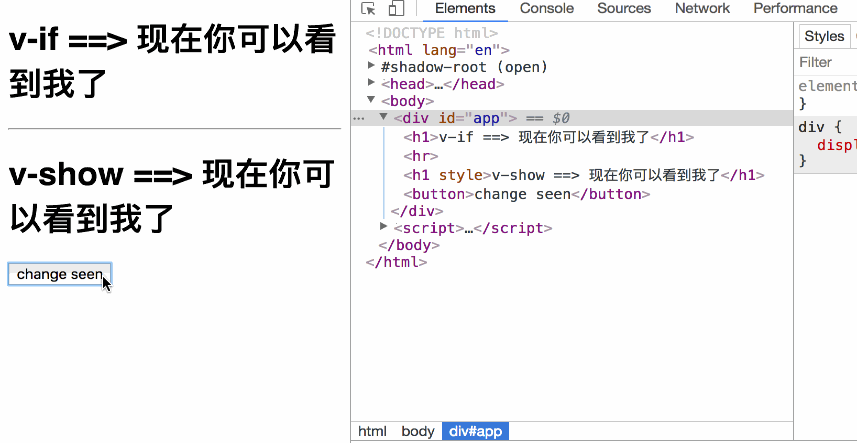 v-if ==> 现在你可以看
到我了
v-show ==> 现在你可
以看到我了
change seen
Elements Console Sources Network Performance
<!DOCTYPE html>
<html lang="en">
#shadow-root (open)
<head>…</head>
<body>
<div id="app"> == $0
<h1>v-if ==> 现在你可以看到我了</h1>
<hr>
<h1 style>v-show ==> 现在你可以看到我了</h1>
<button>change seen</button>
</div>
<script>…</script>
</body>
</html>
html body div#app
Styles
Filter
element
}
div {
displ
}